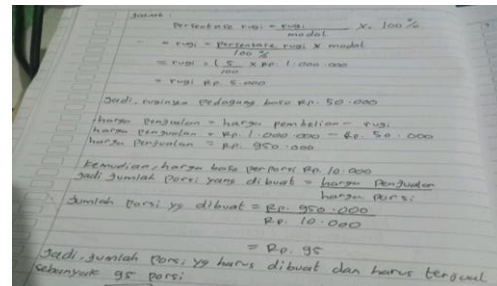 Jawab :
Persentase rugi = rugi / modal x 100 %
= rugi = persentase rugi x modal / 100 %
= rugi = ( 5 / 100 x Rp. 1.000.000
= rugi Rp. 5.000
Jadi, ruginya Pedagang baso Rp. 50.000
harga Penjualan = harga pembelian - rugi
harga Penjualan = Rp. 1.000.000 - Rp. 50.000
harga Penjualan = Rp. 950.000
Kemudian, harga baso perporsi Rp. 10.000
Jadi Jumlah Porsi yang dibuat = harga Penjualan / harga porsi
Jumlah Porsi yg dibuat = Rp. 950.000 / Rp. 10.000
= Rp. 95
Jadi, Jumlah porsi yg harus dibuat dan harus terjual
sebanyak 95 porsi